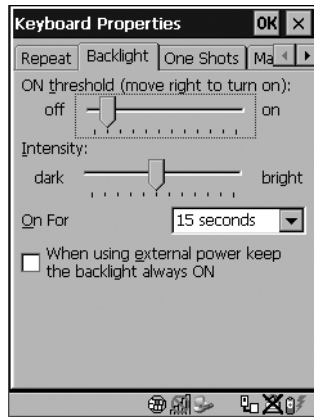 Keyboard Properties OK ×
Repeat Backlight One Shots Ma
ON threshold (move right to turn on):
off on
Intensity:
dark bright
On For 15 seconds
When using external power keep
the backlight always ON